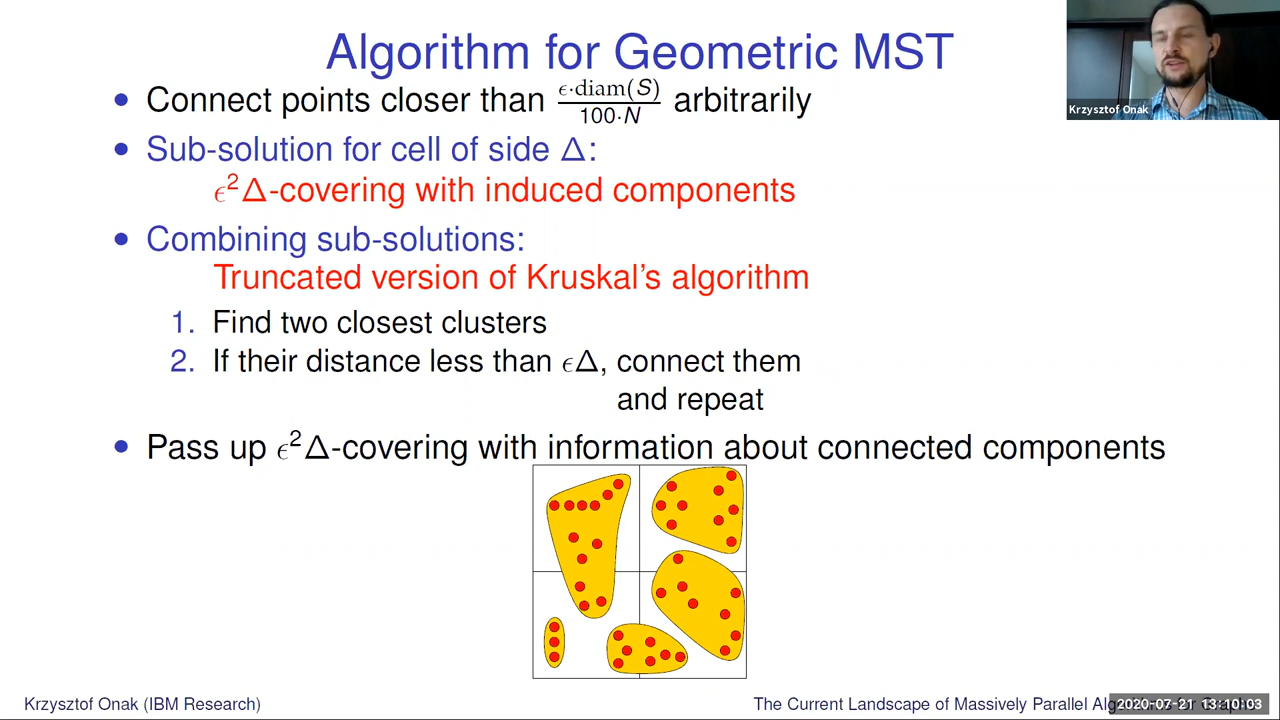 Algorithm for Geometric MST
• Connect points closer than ϵ·diam(S) / 100·N arbitrarily
• Sub-solution for cell of side Δ:
ϵ²Δ-covering with induced components
• Combining sub-solutions:
Truncated version of Kruskal's algorithm
1. Find two closest clusters
2. If their distance less than ϵΔ, connect them
and repeat
• Pass up ϵ²Δ-covering with information about connected components
Krzysztof Onak
Krzysztof Onak (IBM Research)
The Current Landscape of Massively Parallel
2020-07-21 13:10:03